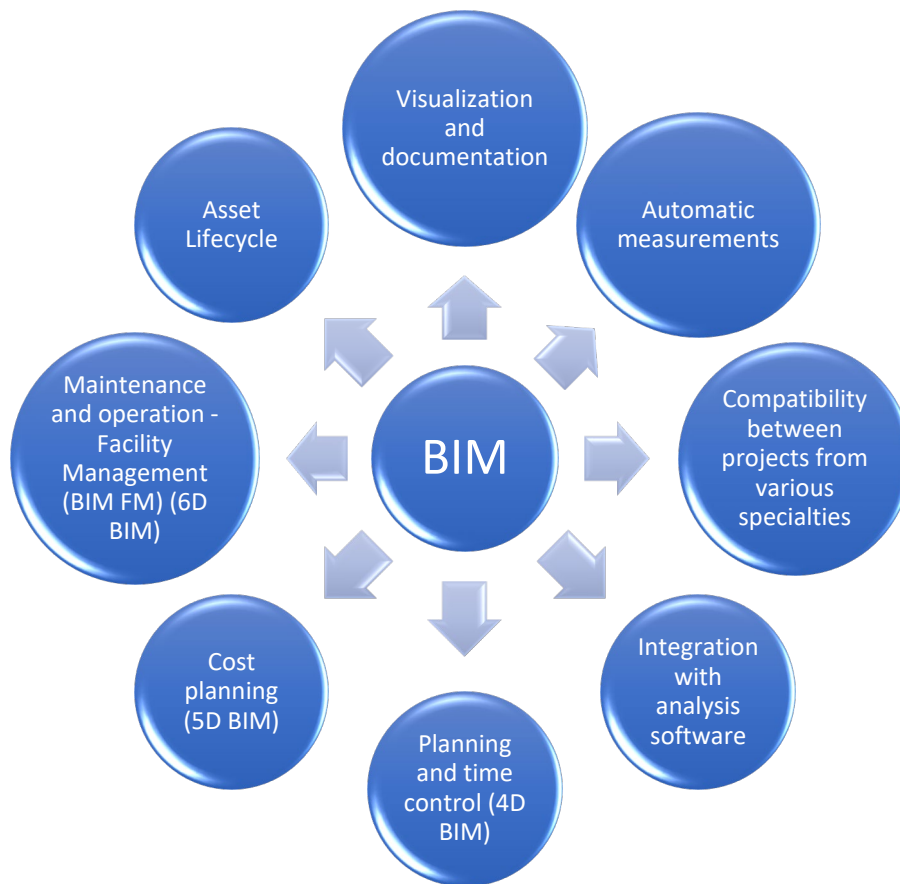 Visualization
and
documentation
Automatic
measurements
Compatibility
between
projects from
various
specialties
Integration
with
analysis
software
Planning
and time
control (4D
BIM)
Cost
planning
(5D BIM)
Maintenance
and operation -
Facility
Management
(BIM FM) (6D
BIM)
Asset
Lifecycle
BIM